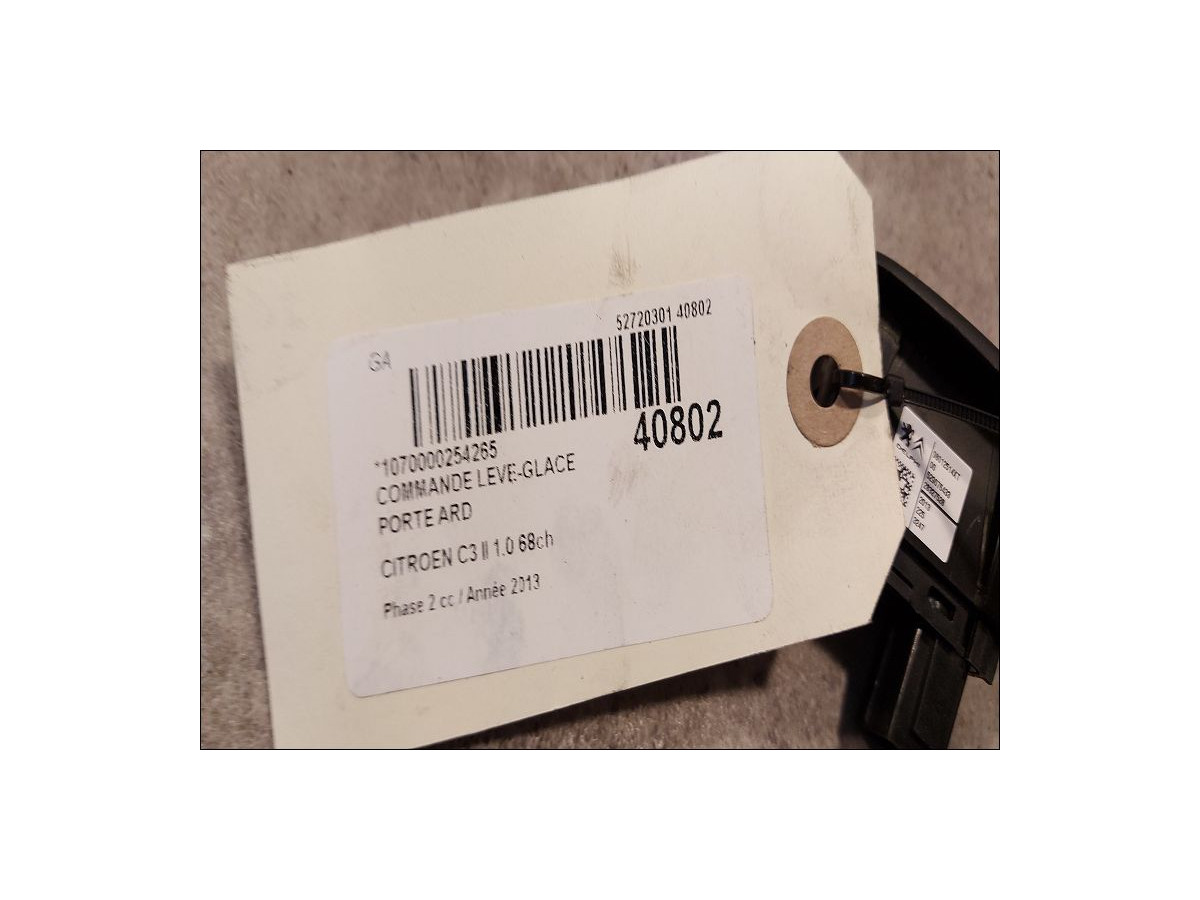 52720301 40802
GA
40802
*1070000254265
COMMANDE LEVE-GLACE
PORTE ARD
CITROEN C3 II 1.0 68ch
Phase 2 cc / Année 2013
2013